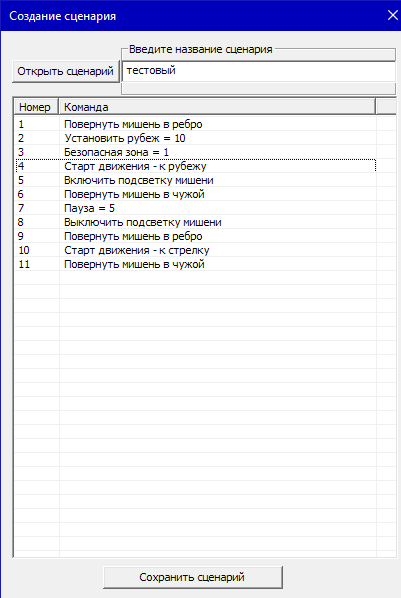 Создание сценария
Введите название сценария
Открыть сценарий
тестовый
Номер Команда
1 Повернуть мишень в ребро
2 Установить рубеж = 10
3 Безопасная зона = 1
4 Старт движения - к рубежу
5 Включить подсветку мишени
6 Повернуть мишень в чужой
7 Пауза = 5
8 Выключить подсветку мишени
9 Повернуть мишень в ребро
10 Старт движения - к стрелку
11 Повернуть мишень в чужой
Сохранить сценарий